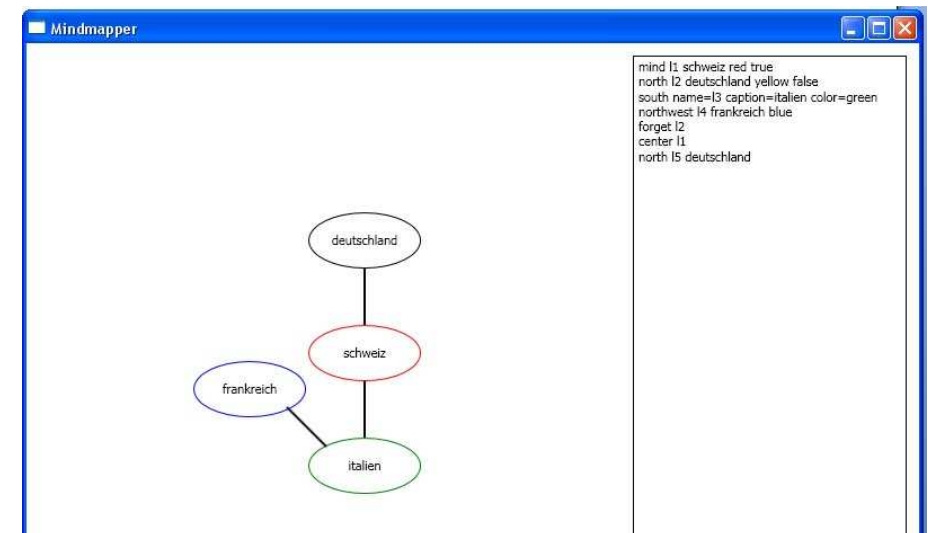 Mindmapper
mind l1 schweiz red true
north l2 deutschland yellow false
south name=l3 caption=italien color=green
northwest l4 frankreich blue
forget l2
center l1
north l5 deutschland
deutschland
schweiz
frankreich
italien